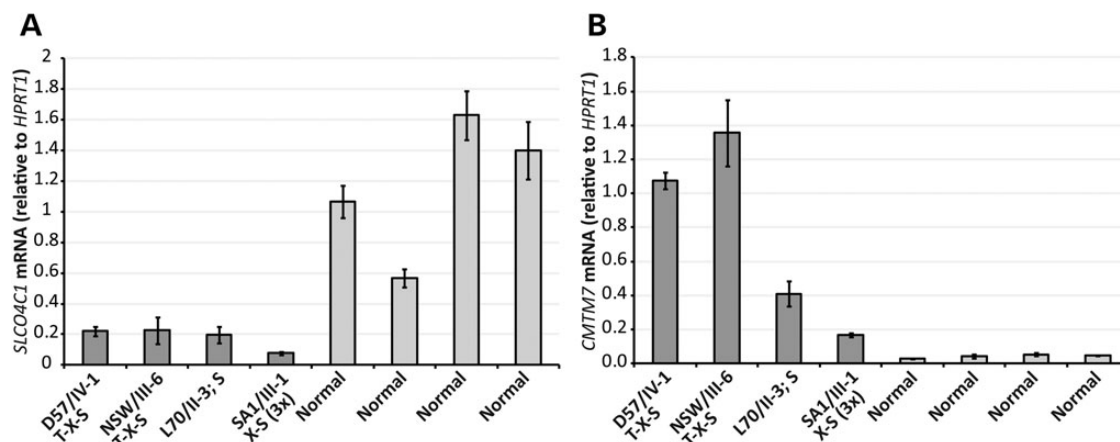 A
SLCO4C1 mRNA (relative to HPRT1)
2
1.8
1.6
1.4
1.2
1
0.8
0.6
0.4
0.2
0
D57/IV-1
T-X-S
NSW/III-6
T-X-S
L70/II-3; S
SA1/III-1
X-S (3x)
Normal
Normal
Normal
Normal
B
CMTM7 mRNA (relative to HPRT1)
1.8
1.6
1.4
1.2
1.0
0.8
0.6
0.4
0.2
0.0
D57/IV-1
T-X-S
NSW/III-6
T-X-S
L70/II-3; S
SA1/III-1
X-S (3x)
Normal
Normal
Normal
Normal